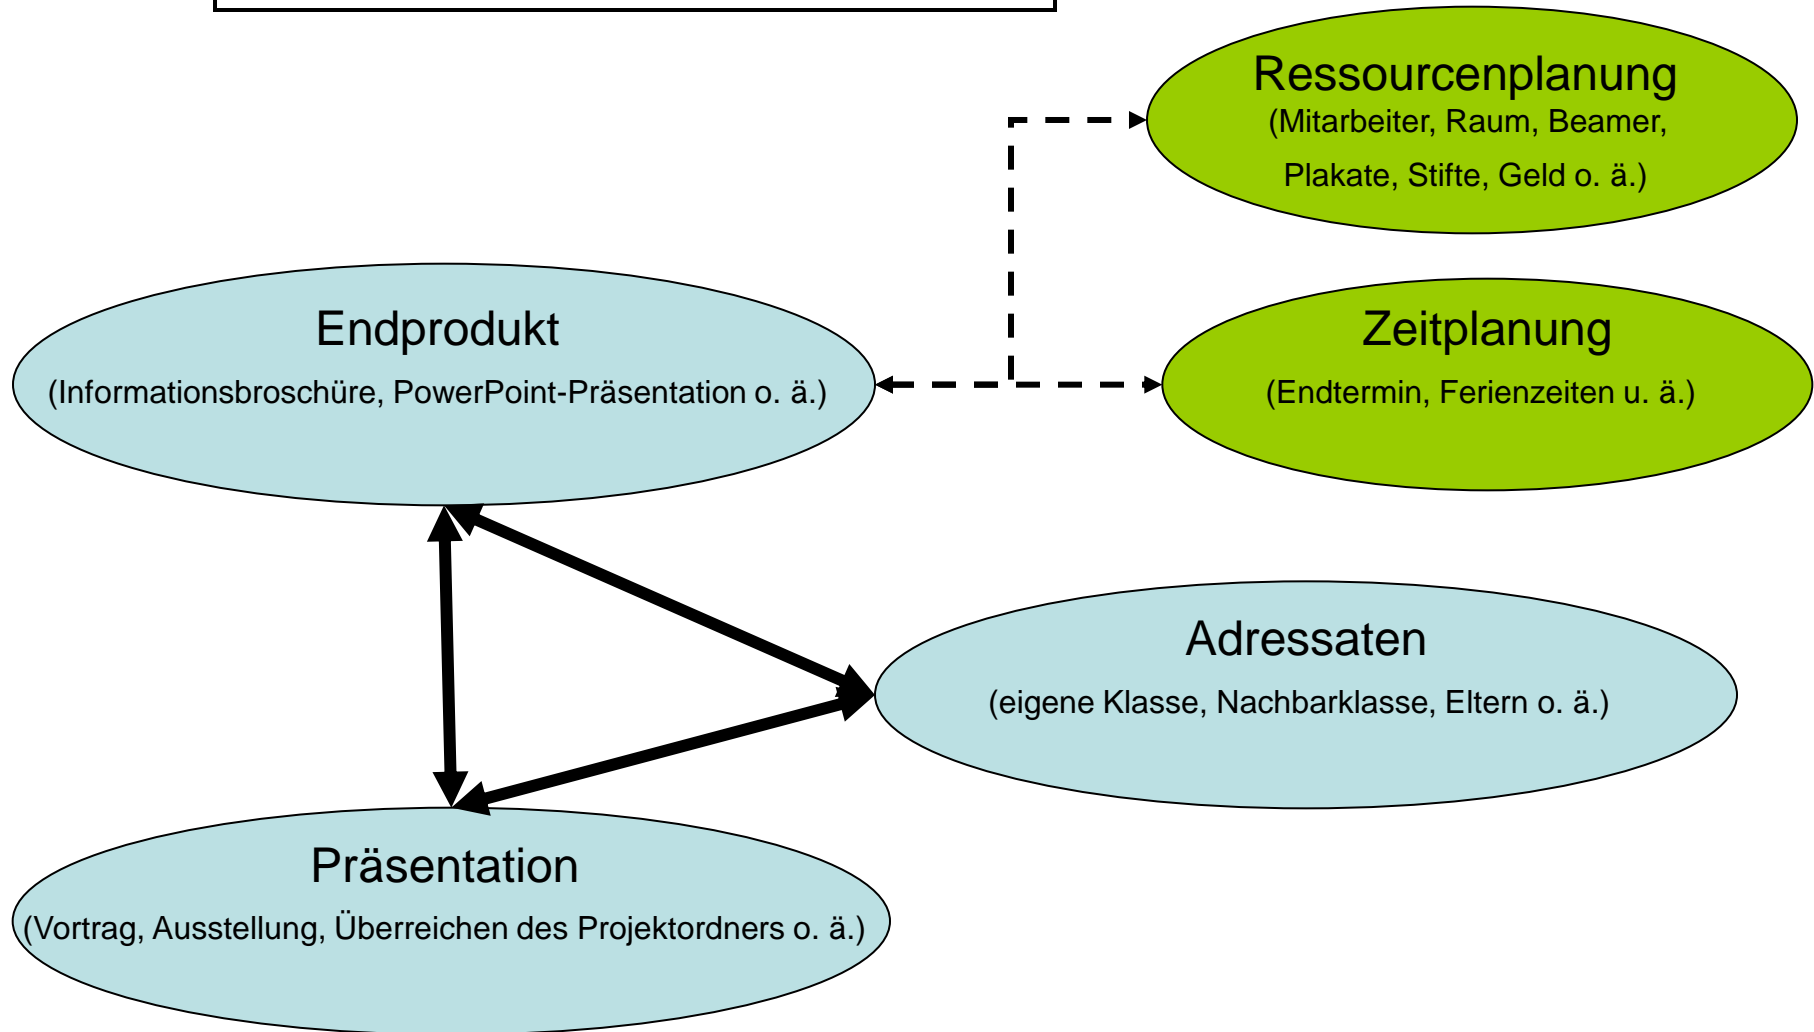 Ressourcenplanung
(Mitarbeiter, Raum, Beamer,
Plakate, Stifte, Geld o. ä.)
Endprodukt
(Informationsbroschüre, PowerPoint-Präsentation o. ä.)
Zeitplanung
(Endtermin, Ferienzeiten u. ä.)
Adressaten
(eigene Klasse, Nachbarklasse, Eltern o. ä.)
Präsentation
(Vortrag, Ausstellung, Überreichen des Projektordners o. ä.)